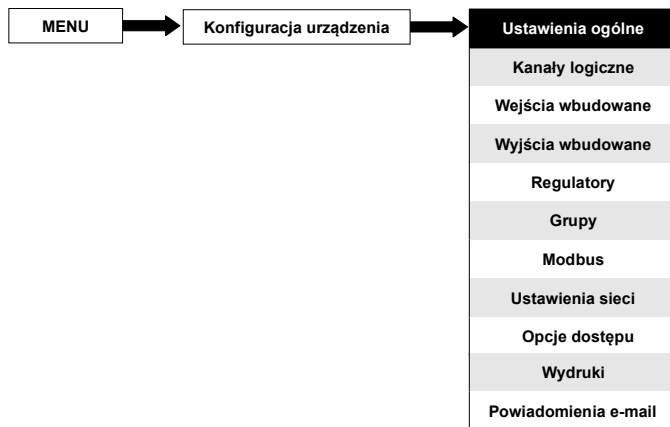 MENU
Konfiguracja urządzenia
Ustawienia ogólne
Kanały logiczne
Wejścia wbudowane
Wyjścia wbudowane
Regulatory
Grupy
Modbus
Ustawienia sieci
Opcje dostępu
Wydruki
Powiadomienia e-mail